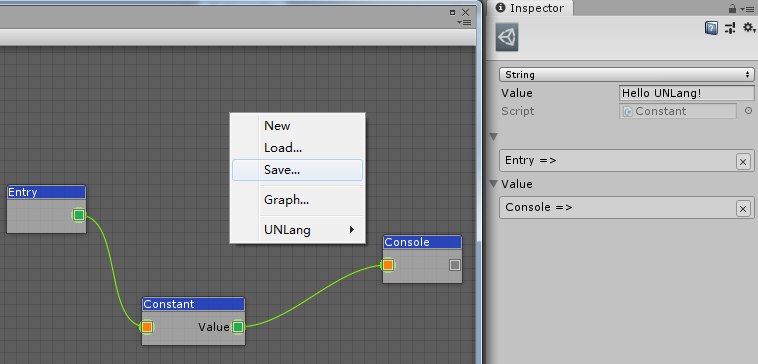 Entry
Constant
Value
New
Load...
Save...
Graph...
UNLang
Console
Inspector
String
Value
Hello UNLang!
Script
Constant
Entry =>
Value
Console =>